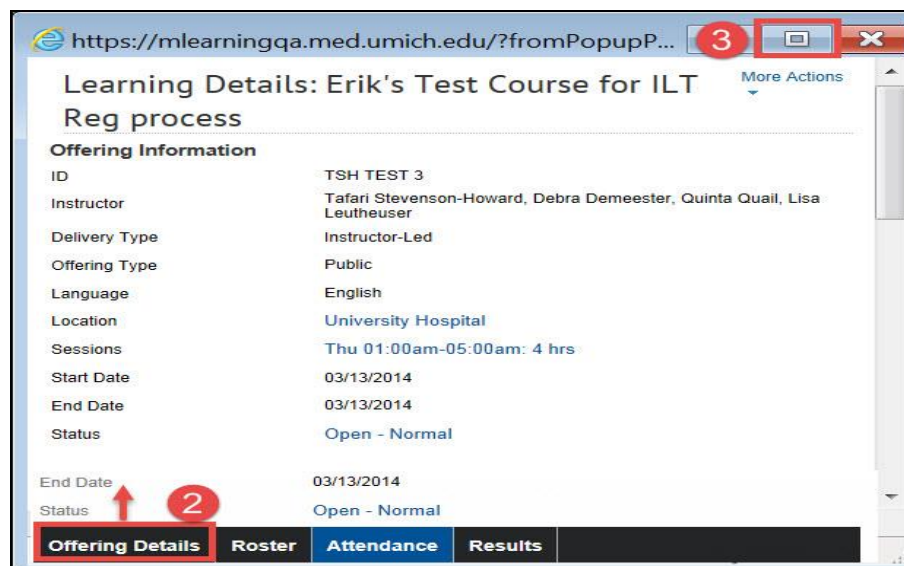 https://mlearningqa.med.umich.edu/?fromPopupP...
3
Learning Details: Erik's Test Course for ILT
Reg process
More Actions
Offering Information
ID TSH TEST 3
Instructor Tafari Stevenson-Howard, Debra Demeester, Quinta Quail, Lisa
Leutheuser
Delivery Type Instructor-Led
Offering Type Public
Language English
Location University Hospital
Sessions Thu 01:00am-05:00am: 4 hrs
Start Date 03/13/2014
End Date 03/13/2014
Status Open - Normal
End Date 03/13/2014
2
Status Open - Normal
Offering Details Roster Attendance Results